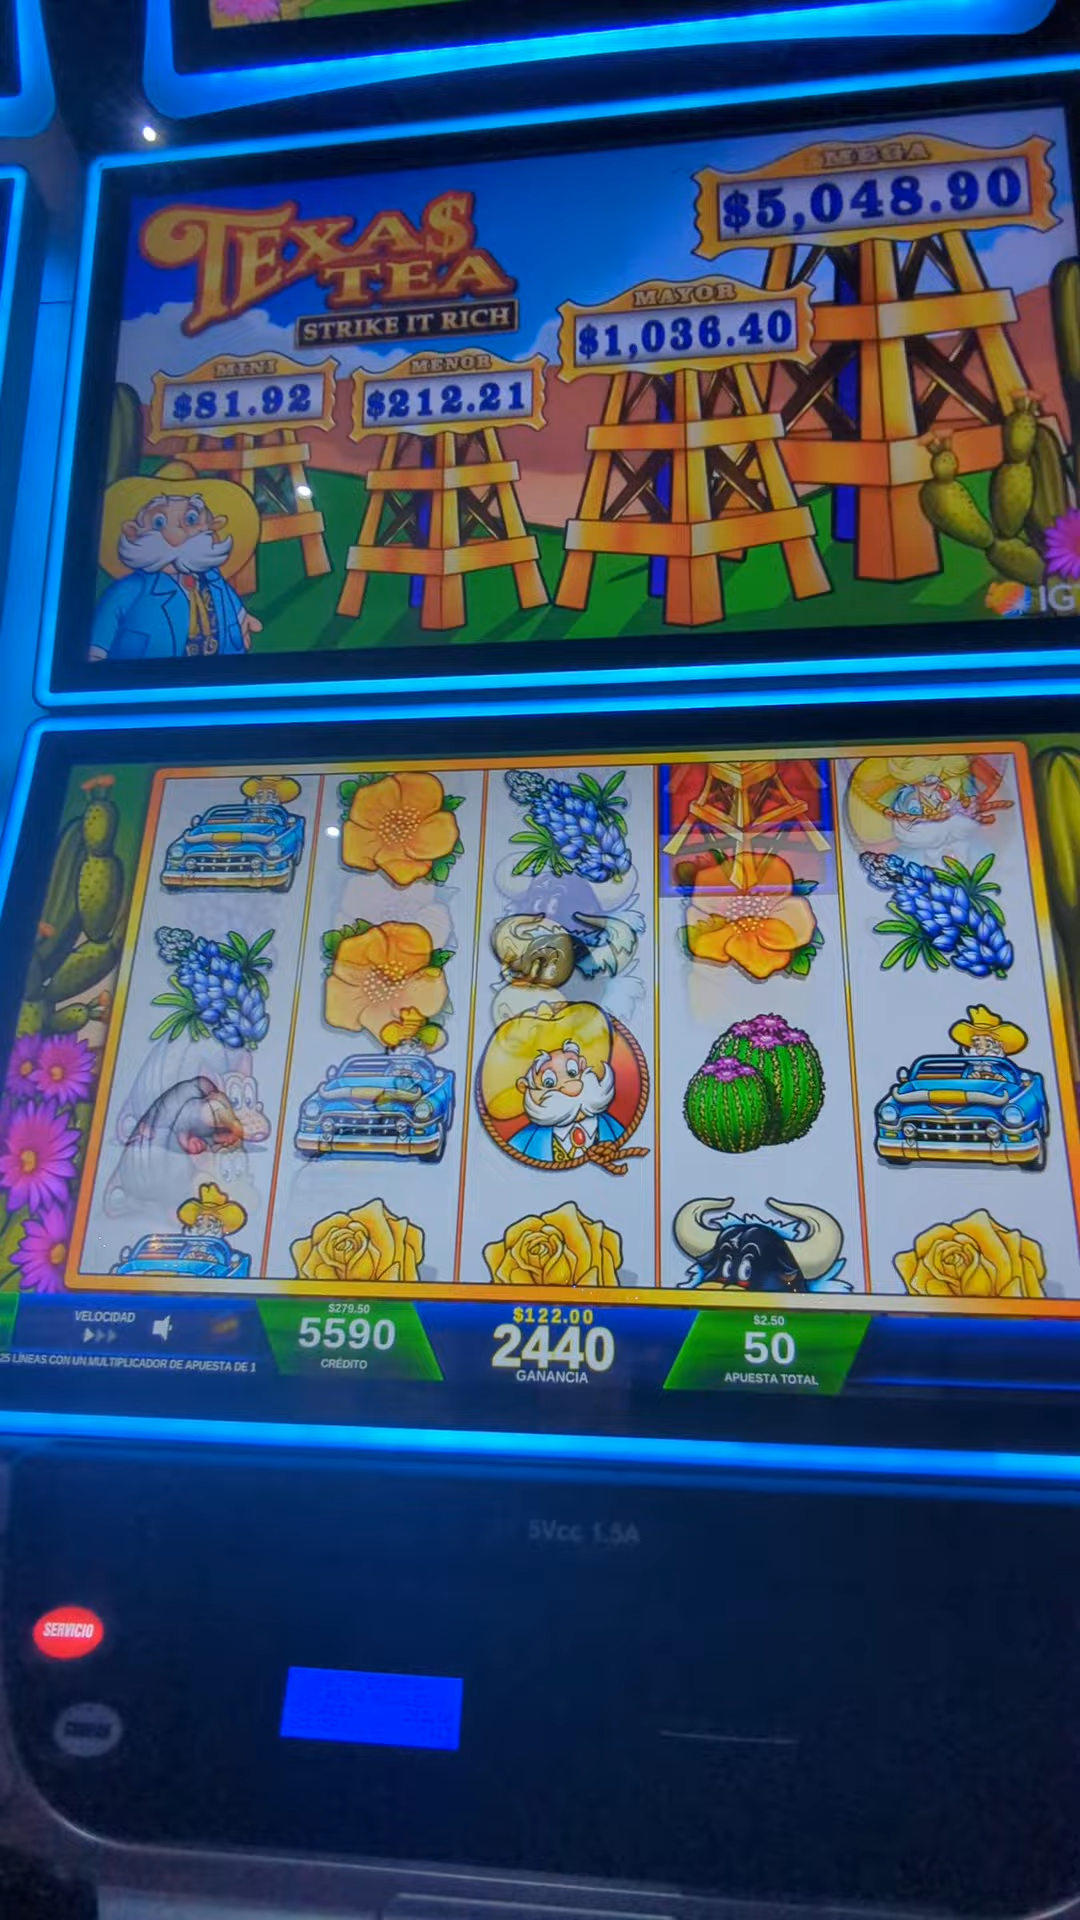 MEGA
$5,048.90
TEXAS
TEA
STRIKE IT RICH
MAYOR
$1,036.40
MINI
$81.92
MENOR
$212.21
IG
VELOCIDAD
25 LÍNEAS CON UN MULTIPLICADOR DE APUESTA DE 1
$279.50
5590
CRÉDITO
$122.00
2440
GANANCIA
$2.50
50
APUESTA TOTAL
5Vcc 1.5A
SERVICIO